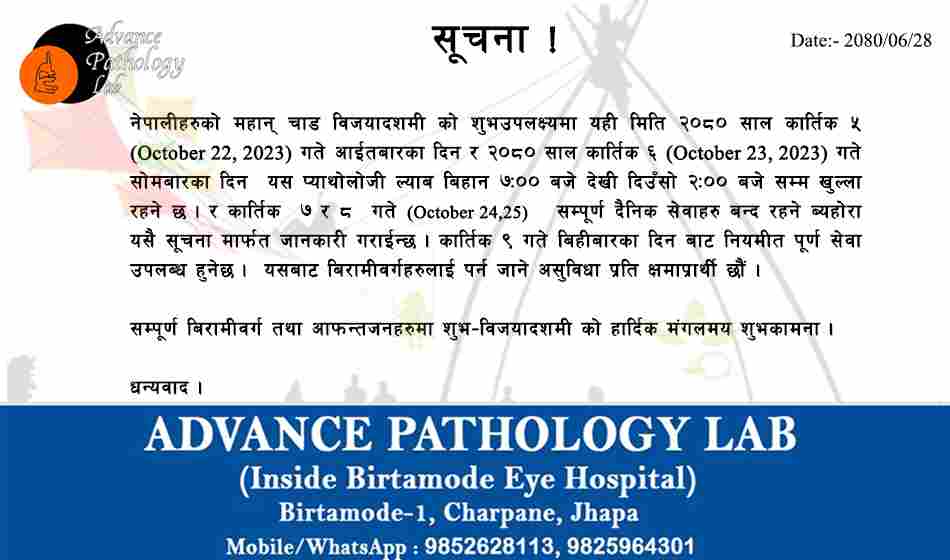 Advance
Pathology
Lab
सूचना !
Date:- 2080/06/28
नेपालीहरुको महान् चाड विजयादशमी को शुभउपलक्ष्यमा यही मिति २०८० साल कार्तिक ५
(October 22, 2023) गते आईतबारका दिन र २०८० साल कार्तिक ६ (October 23, 2023) गते
सोमबारका दिन यस प्याथोलोजी ल्याब बिहान ७:०० बजे देखी दिउँसो २:०० बजे सम्म खुल्ला
रहने छ । र कार्तिक ७ र ८ गते (October 24,25) सम्पूर्ण दैनिक सेवाहरु बन्द रहने ब्यहोरा
यसै सूचना मार्फत जानकारी गराईन्छ । कार्तिक ९ गते बिहीबारका दिन बाट नियमीत पूर्ण सेवा
उपलब्ध हुनेछ । यसबाट बिरामीवर्गहरुलाई पर्न जाने असुविधा प्रति क्षमाप्रार्थी छौं ।
सम्पूर्ण बिरामीवर्ग तथा आफन्तजनहरुमा शुभ-विजयादशमी को हार्दिक मंगलमय शुभकामना ।
धन्यवाद ।
ADVANCE PATHOLOGY LAB
(Inside Birtamode Eye Hospital)
Birtamode-1, Charpane, Jhapa
Mobile/WhatsApp : 9852628113, 9825964301